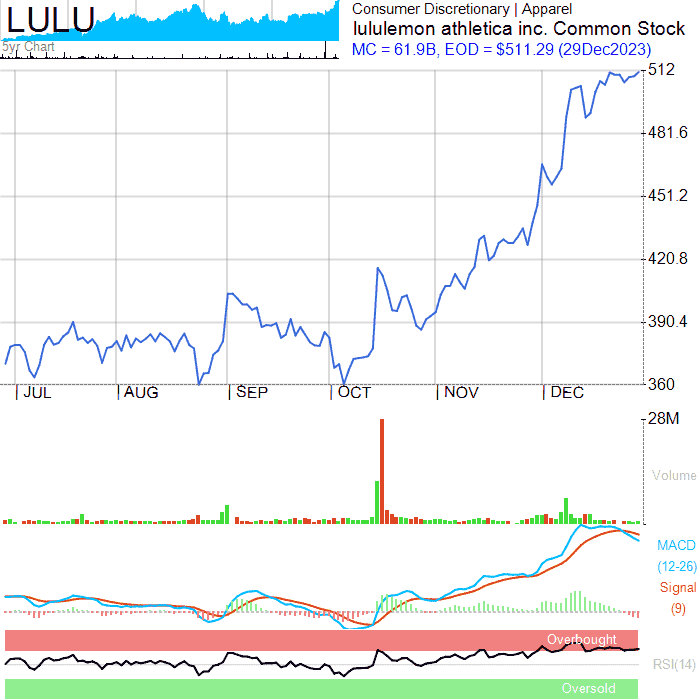 LULU
5yr Chart
Consumer Discretionary | Apparel
lululemon athletica inc. Common Stock
MC = 61.9B, EOD = $511.29 (29Dec2023)
512
481.6
451.2
420.8
390.4
360
JUL AUG SEP OCT NOV DEC
28M
Volume
MACD
(12-26)
Signal
(9)
Overbought
RSI(14)
Oversold